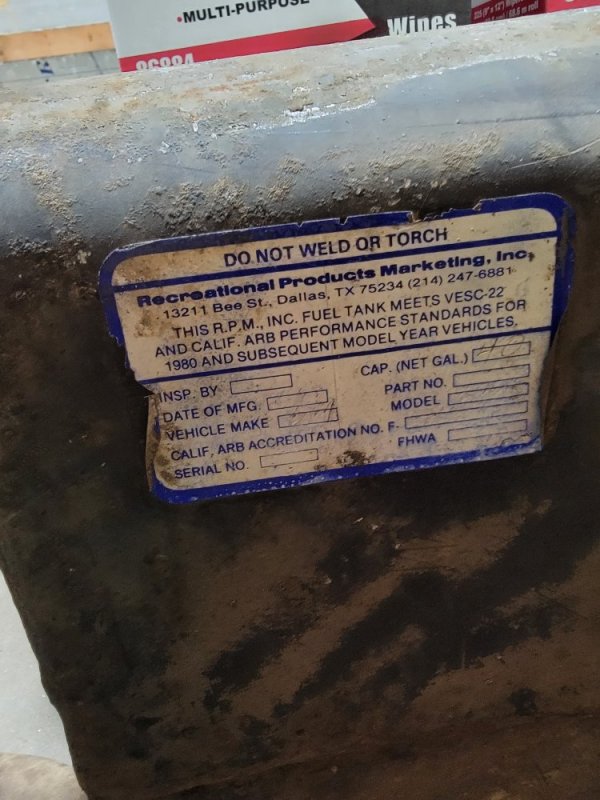 •MULTI-PURPOSE
Wipes
DO NOT WELD OR TORCH
Recreational Products Marketing, Inc.
13211 Bee St., Dallas, TX 75234 (214) 247-6881
THIS R.P.M., INC. FUEL TANK MEETS VESC-22
AND CALIF. ARB PERFORMANCE STANDARDS FOR
1980 AND SUBSEQUENT MODEL YEAR VEHICLES.
INSP. BY
CAP. (NET GAL.)
DATE OF MFG.
PART NO.
VEHICLE MAKE
MODEL
CALIF, ARB ACCREDITATION NO. F-
SERIAL NO.
FHWA